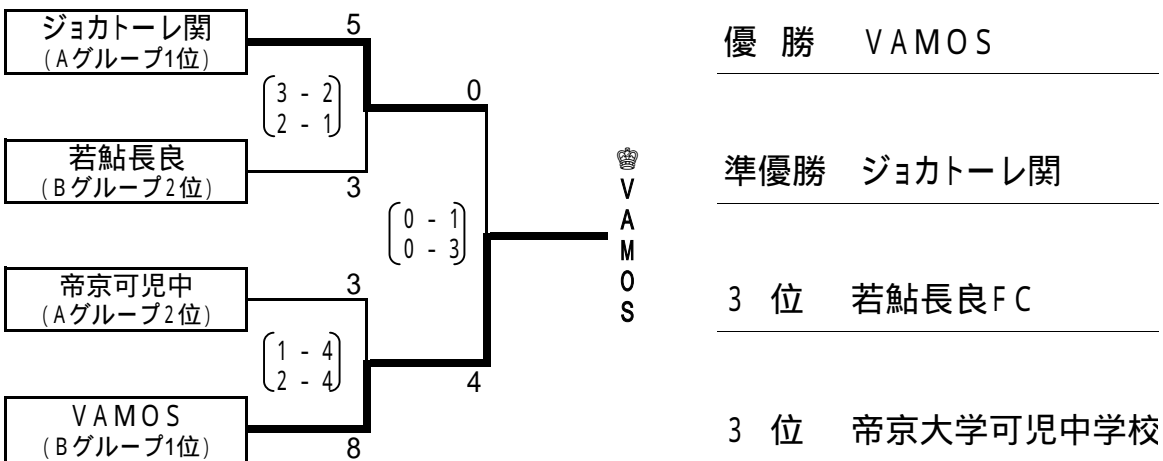 ジョカトーレ関
(Aグループ1位)
5
3 - 2
2 - 1
若鮎長良
(Bグループ2位)
3
0
0 - 1
0 - 3
帝京可児中
(Aグループ2位)
3
1 - 4
2 - 4
VAMOS
(Bグループ1位)
8
4
VAMOS
優 勝 VAMOS
準優勝 ジョカトーレ関
3 位 若鮎長良FC
3 位 帝京大学可児中学校